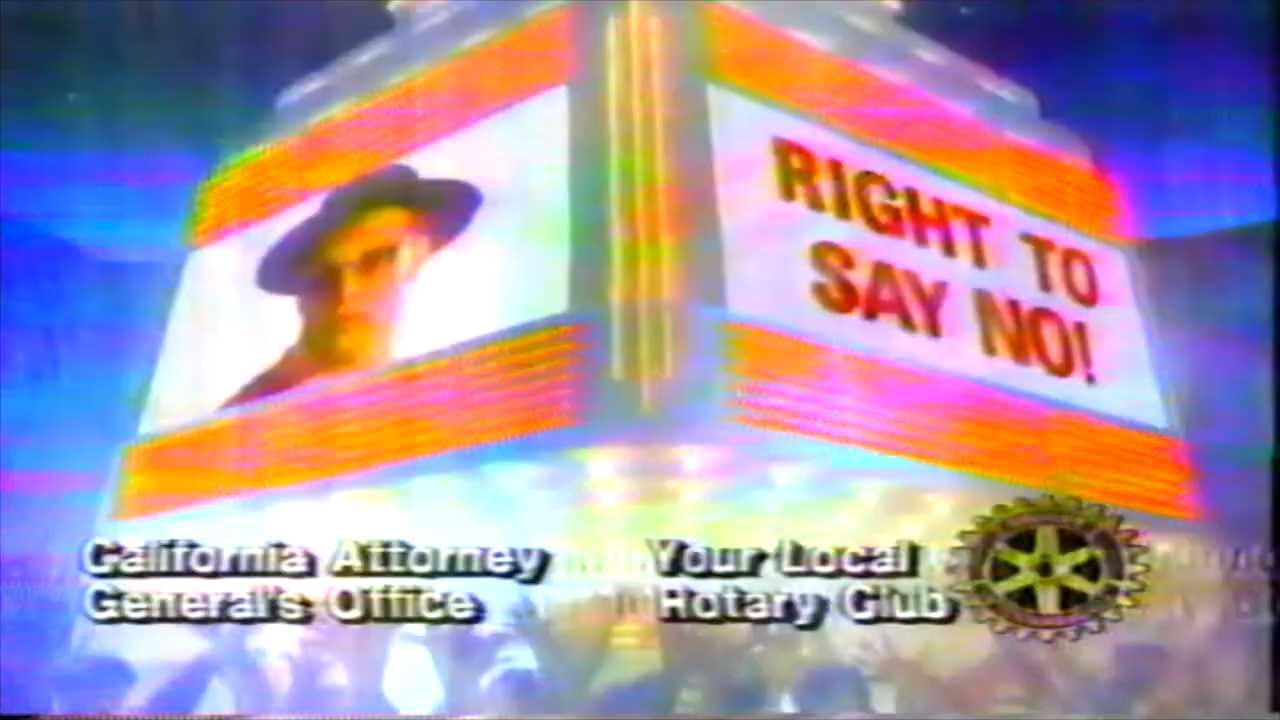 RIGHT TO
SAY NO!
California Attorney
General's Office
Your Local
Rotary Club